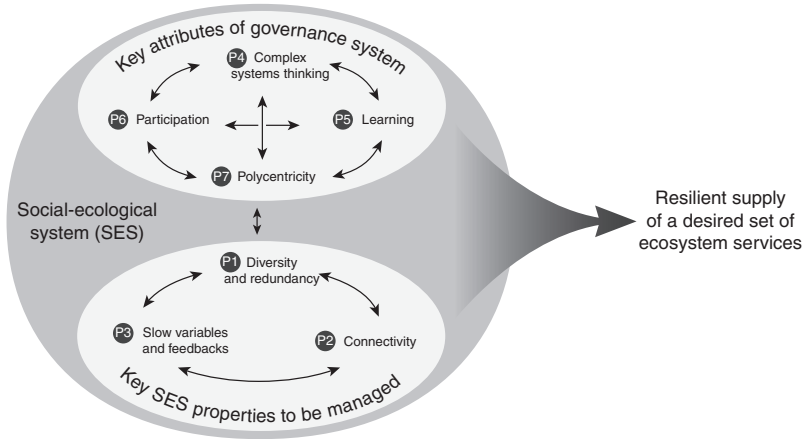 Key attributes of governance system
P4 Complex
systems thinking
P6 Participation
P5 Learning
P7 Polycentricity
Social-ecological
system (SES)
Resilient supply
of a desired set of
ecosystem services
P1 Diversity
and redundancy
P3 Slow variables
and feedbacks
P2 Connectivity
Key SES properties to be managed